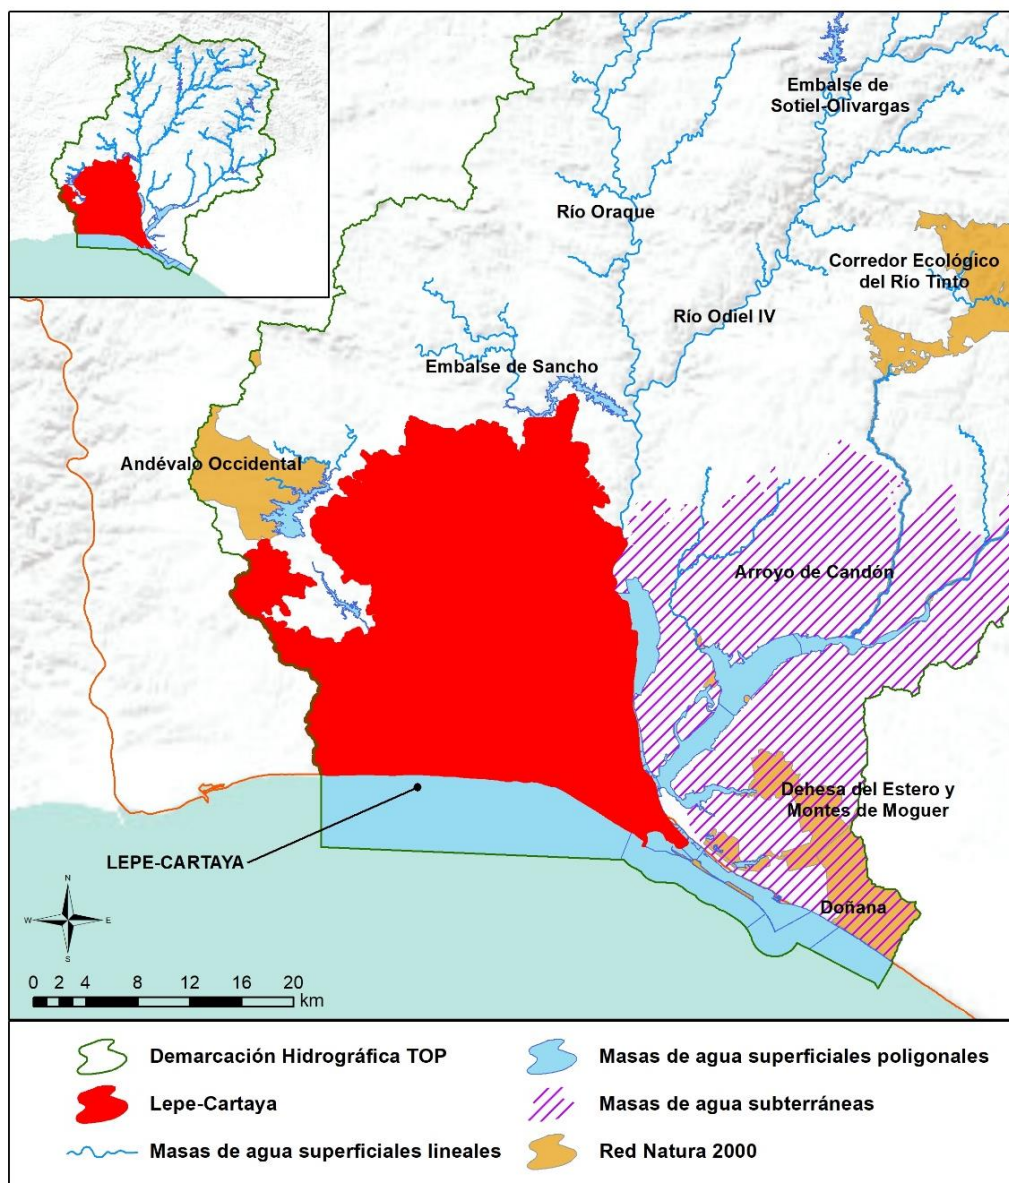 Embalse de
Sotiel-Olivargas
Río Oraque
Corredor Ecológico
del Río Tinto
Río Odiel IV
Embalse de Sancho
Andévalo Occidental
Arroyo de Candón
Dehesa del Estero y
Montes de Moguer
LEPE-CARTAYA
Doñana
N
W E
S
0 2 4 8 12 16 20
km
Demarcación Hidrográfica TOP
Masas de agua superficiales poligonales
Lepe-Cartaya
Masas de agua subterráneas
Masas de agua superficiales lineales
Red Natura 2000